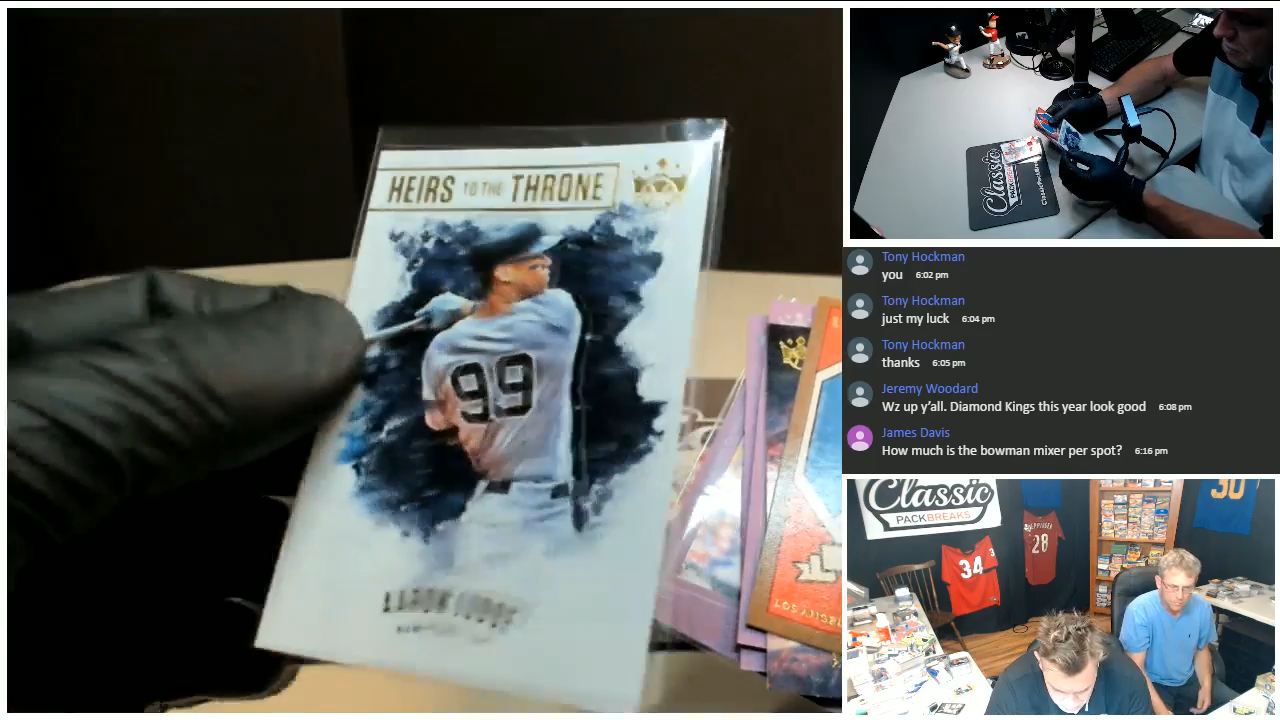 HEIRS TO THE THRONE
99
Classic
Tony Hockman
you 6:02 pm
Tony Hockman
just my luck 6:04 pm
Tony Hockman
thanks 6:05 pm
Jeremy Woodard
Wz up y'all. Diamond Kings this year look good 6:08 pm
James Davis
How much is the bowman mixer per spot? 6:16 pm
Classic
PACKBREAKS
30
28
34